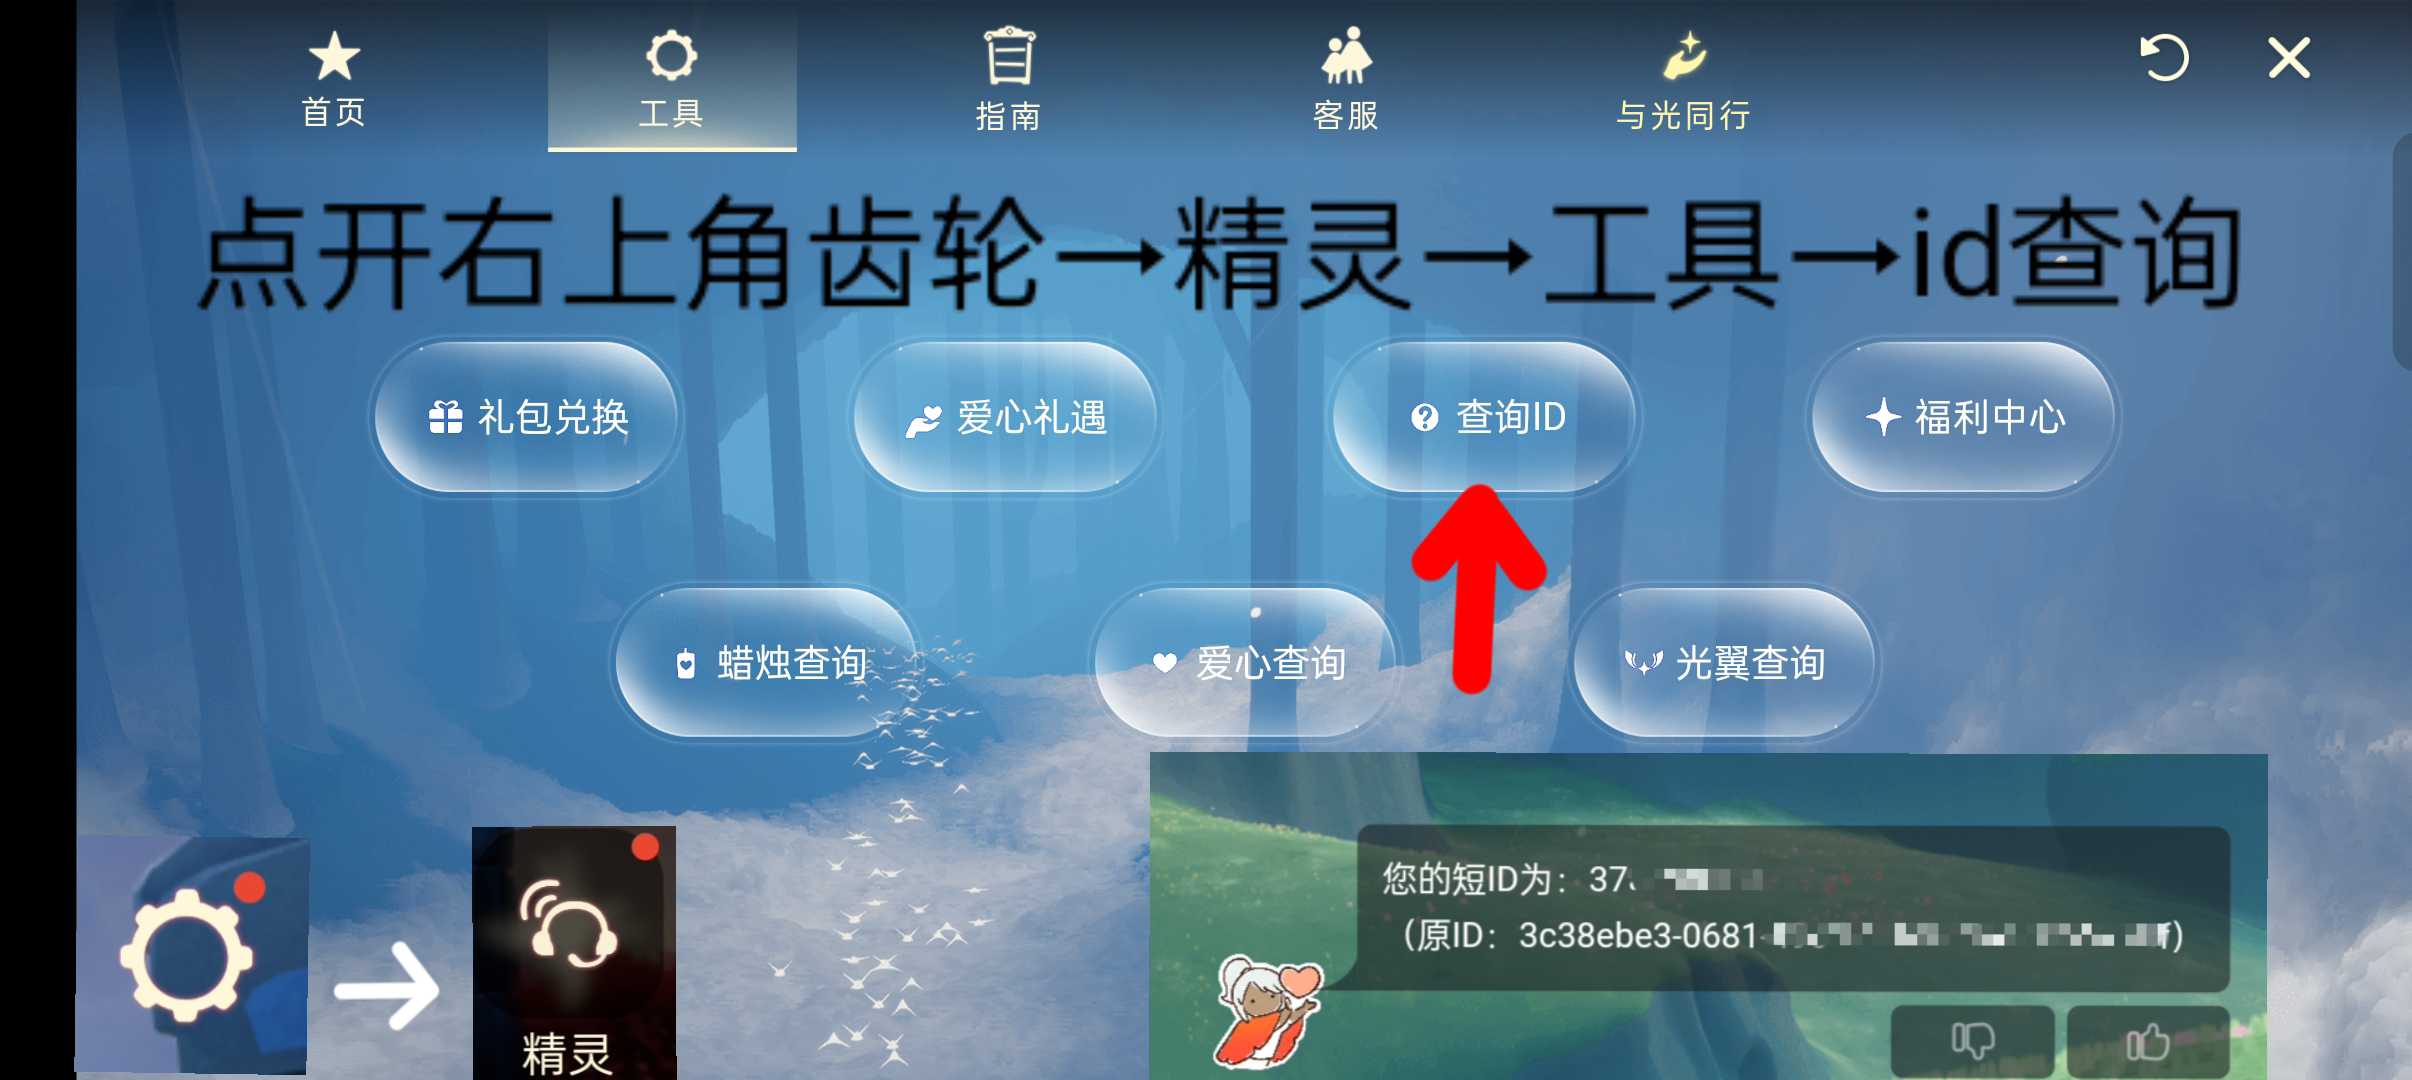 首页
工具
指南
客服
与光同行
点开右上角齿轮→精灵→工具→id查询
礼包兑换
爱心礼遇
查询ID
福利中心
蜡烛查询
爱心查询
光翼查询
您的短ID为：37
（原ID：3c38ebe3-0681- f)
精灵